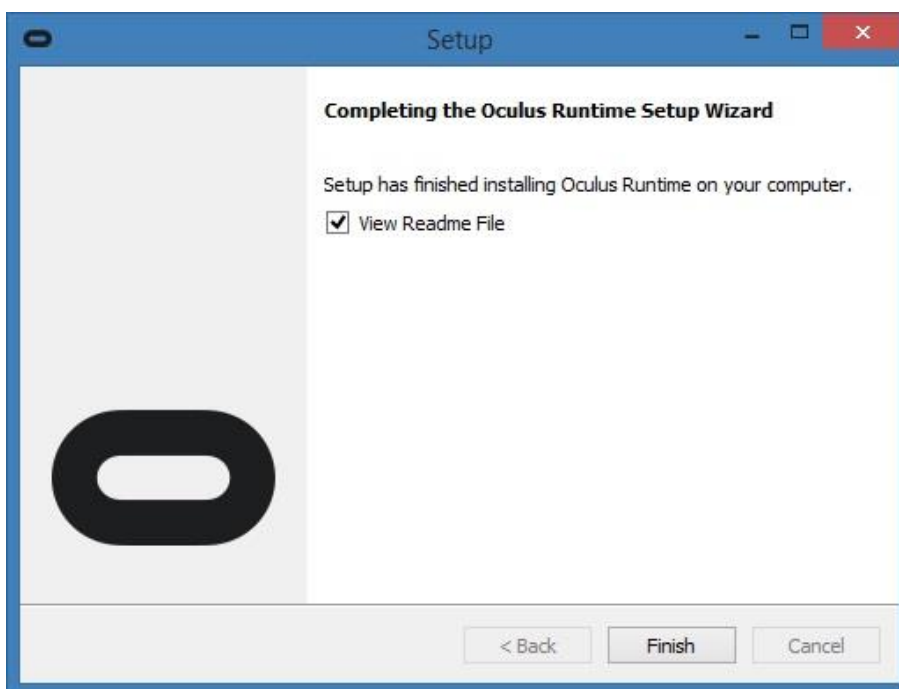 Setup
Completing the Oculus Runtime Setup Wizard
Setup has finished installing Oculus Runtime on your computer.
View Readme File
< Back
Finish
Cancel